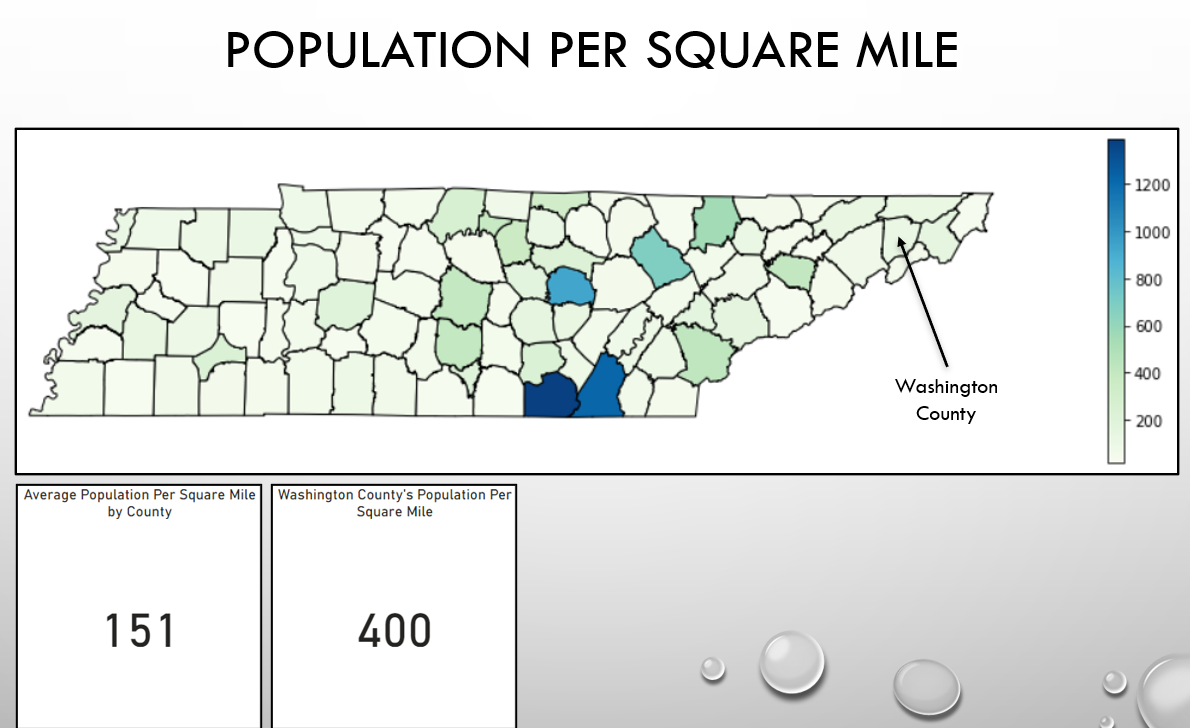 POPULATION PER SQUARE MILE
1200
1000
800
600
400
200
Washington
County
Average Population Per Square Mile
by County
151
Washington County's Population Per
Square Mile
400